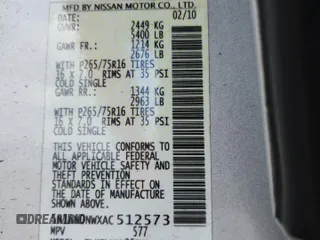 MFD BY NISSAN MOTOR CO., LTD.
02/10
GVWR: 2449 KG
5400 LB
GAWR FR: 1214 KG
2676 LB
WITH P265/75R16 TIRES
16 X 7.0 RIMS AT 35 PSI
COLD SINGLE
GAWR RR: 1344 KG
2963 LB
WITH P265/75R16 TIRES
16 X 7.0 RIMS AT 35 PSI
COLD SINGLE
THIS VEHICLE CONFORMS TO ALL
APPLICABLE FEDERAL MOTOR
VEHICLE SAFETY AND THEFT
PREVENTION STANDARDS
IN EFFECT ON THE DATE OF
MANUFACTURE SHOWN ABOVE.
512573
MPV 577
AUTOHISTORY